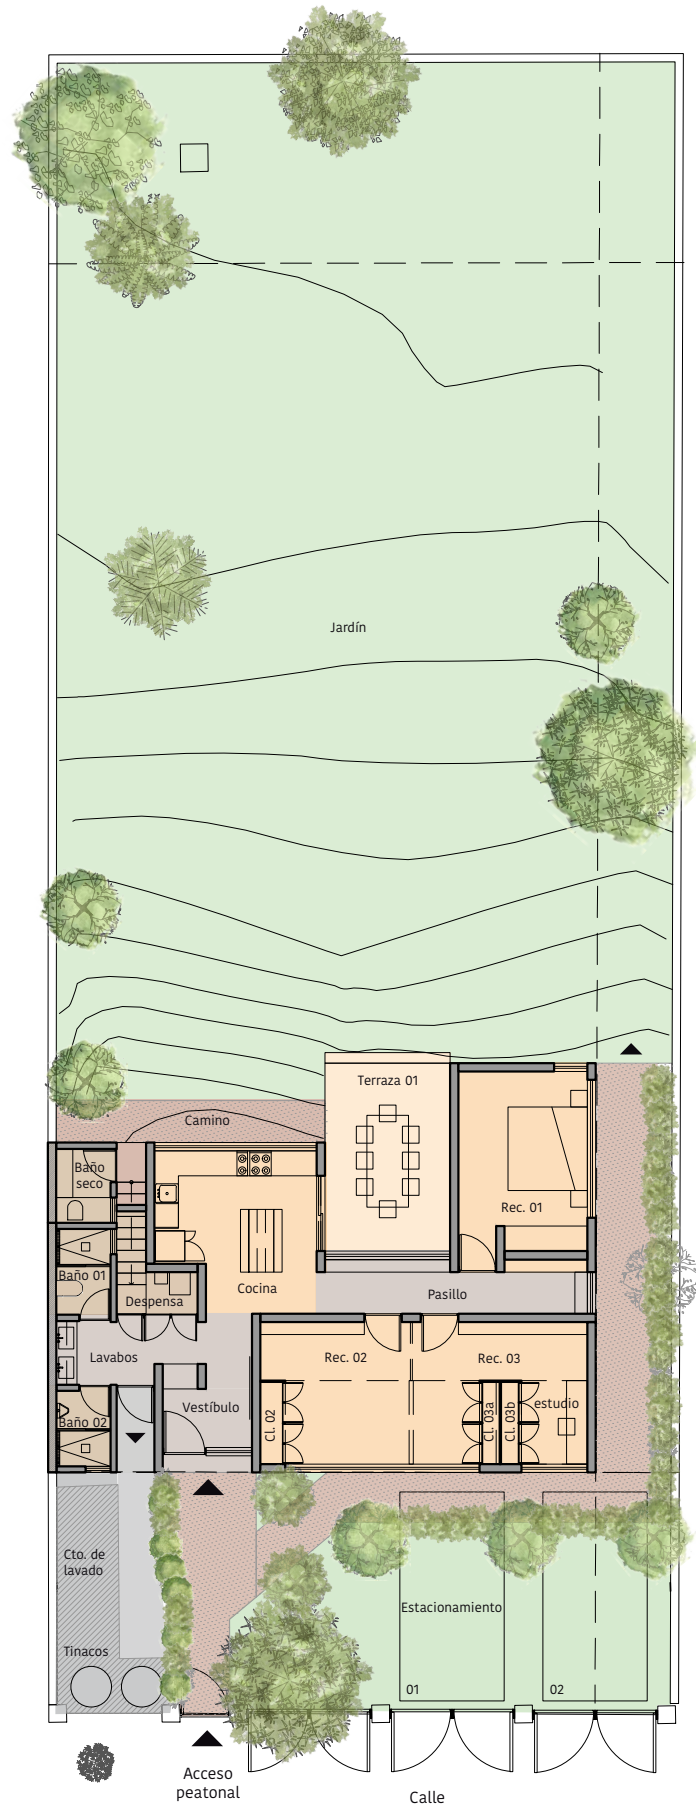 Jardín
Terraza 01
Camino
Baño
seco
Rec. 01
Baño 01
Cocina
Despensa
Pasillo
Lavabos
Rec. 02
Rec. 03
Vestíbulo
Cl. 02
Cl. 03a
Cl. 03b
estudio
Baño 02
Cto. de
lavado
Estacionamiento
Tinacos
01
02
Acceso
peatonal
Calle